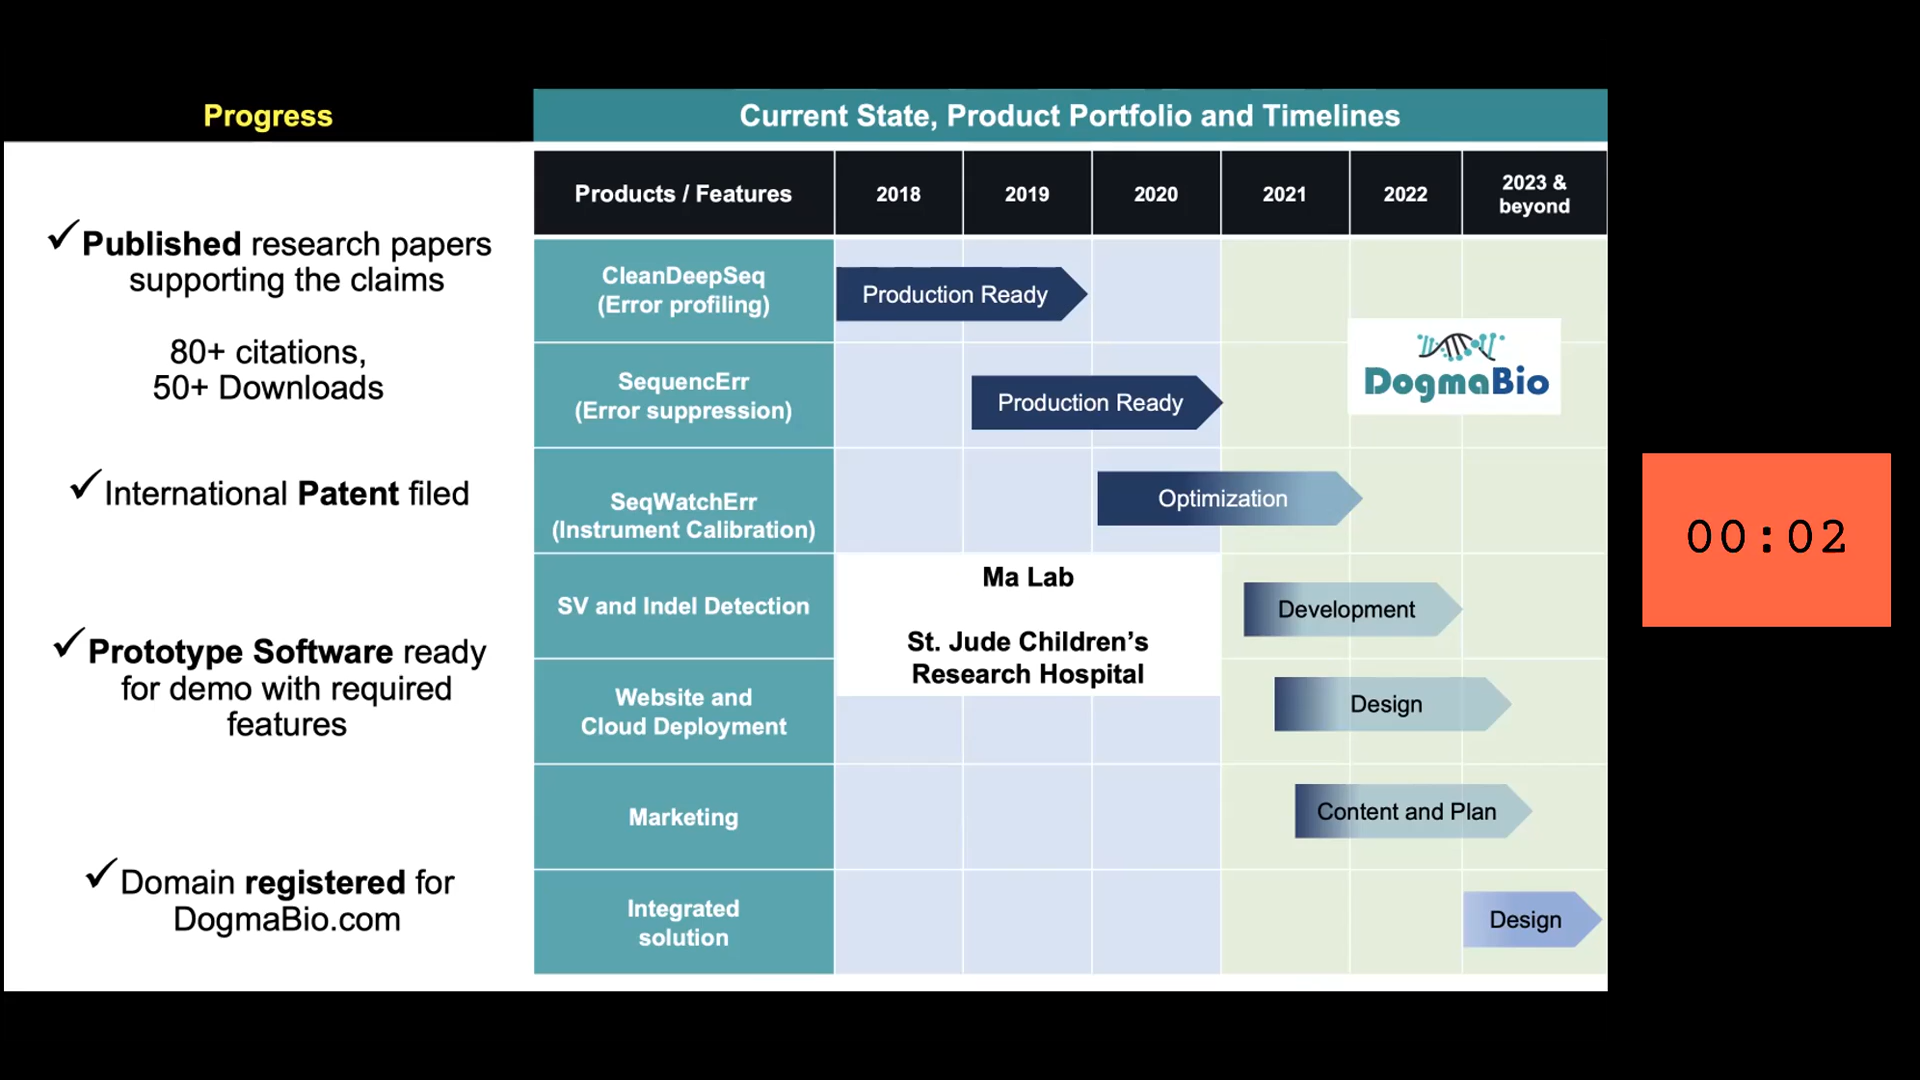 Progress
Current State, Product Portfolio and Timelines
✓Published research papers
supporting the claims
80+ citations,
50+ Downloads
✓International Patent filed
✓Prototype Software ready
for demo with required
features
✓Domain registered for
DogmaBio.com
Products / Features
2018
2019
2020
2021
2022
2023 &
beyond
CleanDeepSeq
(Error profiling)
Production Ready
SequencErr
(Error suppression)
Production Ready
DogmaBio
SeqWatchErr
(Instrument Calibration)
Optimization
SV and Indel Detection
Ma Lab
St. Jude Children’s
Research Hospital
Development
Website and
Cloud Deployment
Design
Marketing
Content and Plan
Integrated
solution
Design
00:02